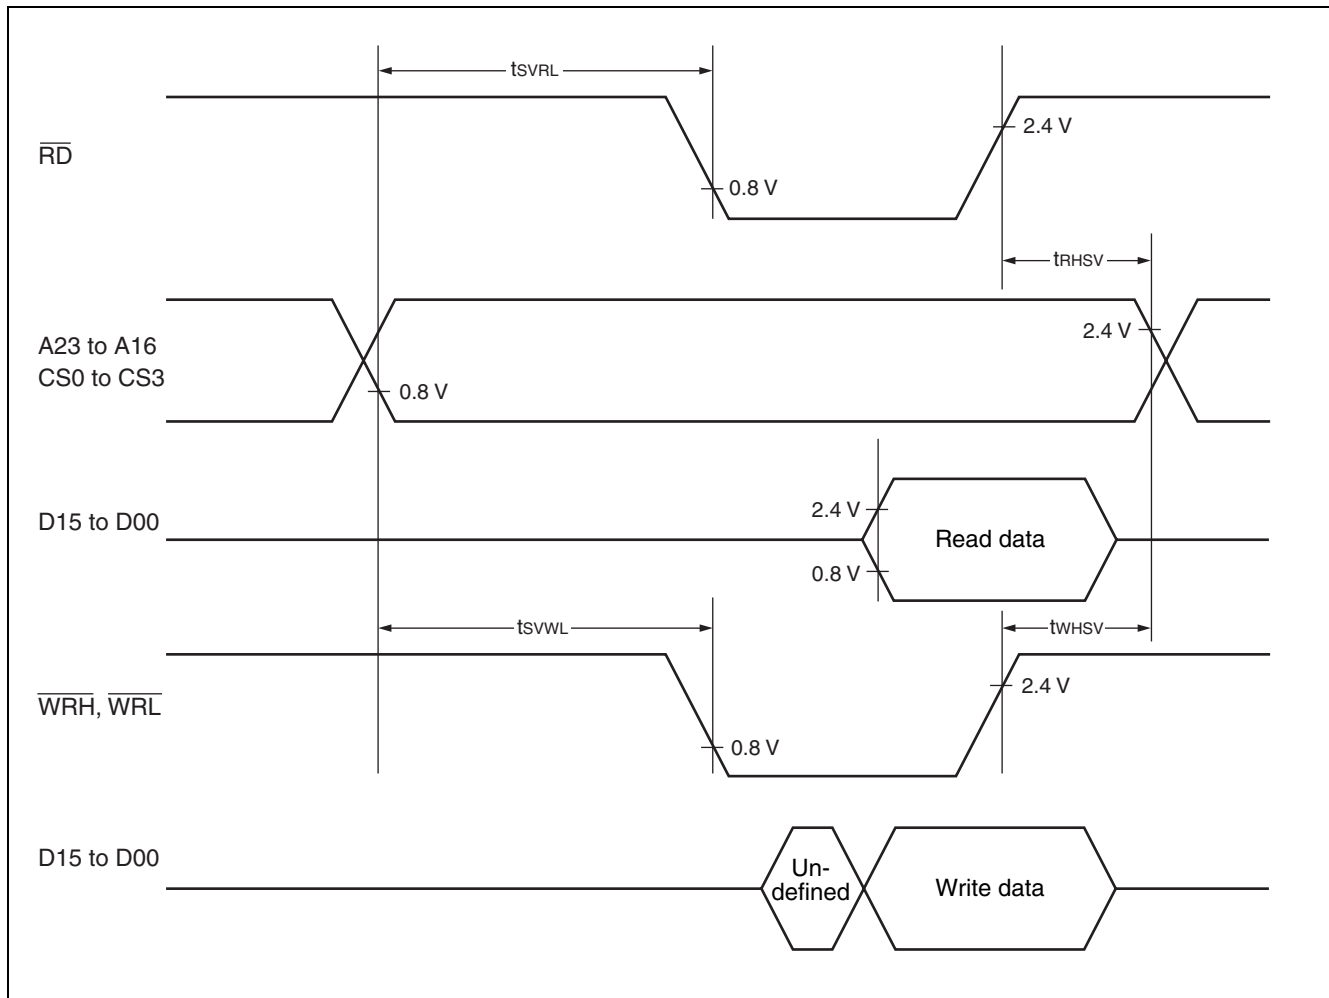 tSVRL
2.4 V
RD
0.8 V
tRHSV
A23 to A16
CS0 to CS3
2.4 V
0.8 V
D15 to D00
2.4 V
Read data
0.8 V
tSVWL
tWHSV
WRH, WRL
2.4 V
0.8 V
D15 to D00
Un-
defined
Write data